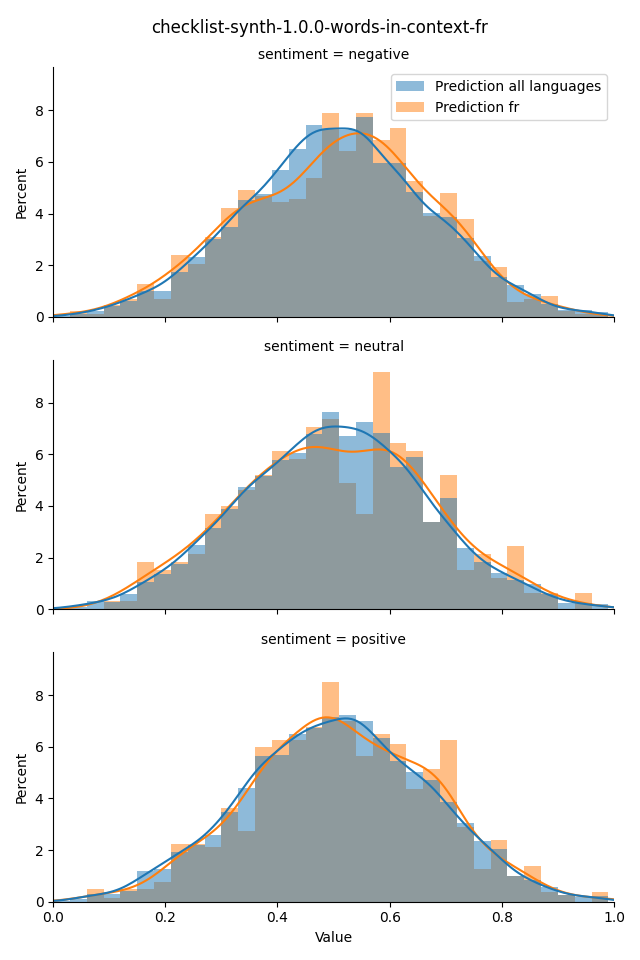 checklist-synth-1.0.0-words-in-context-fr
sentiment = negative
Prediction all languages
Prediction fr
Percent
8
6
4
2
0
sentiment = neutral
Percent
8
6
4
2
0
sentiment = positive
Percent
8
6
4
2
0
0.0 0.2 0.4 0.6 0.8 1.0
Value